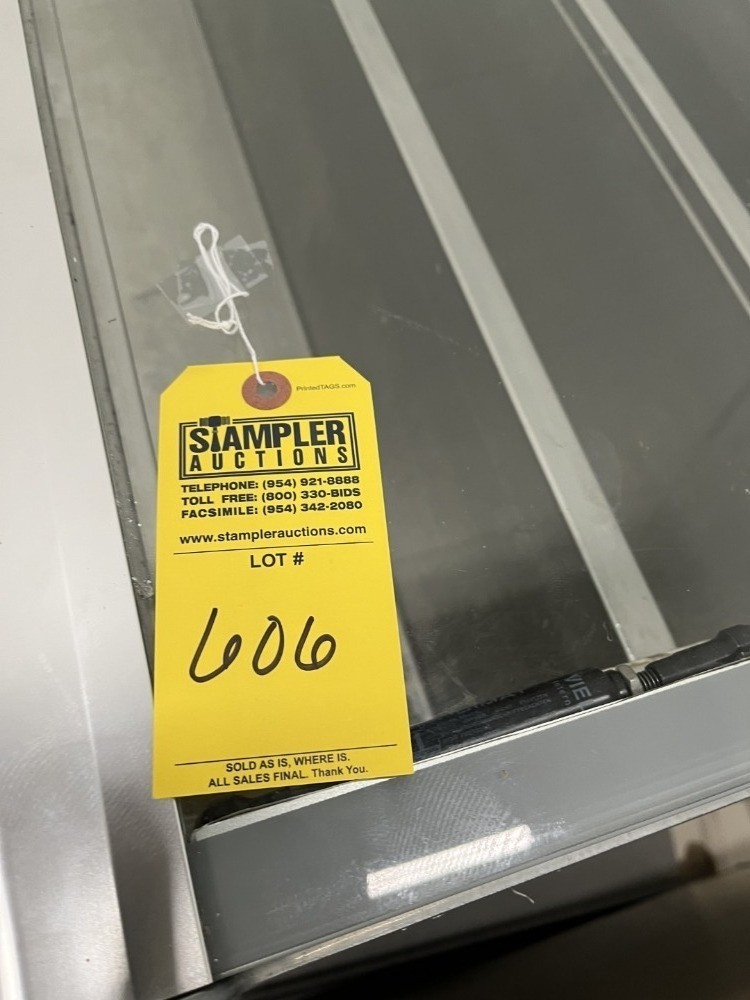 PrintedTAGS.com
STAMPLER
AUCTIONS
TELEPHONE: (954) 921-8888
TOLL FREE: (800) 330-BIDS
FACSIMILE: (954) 342-2080
www.stamplerauctions.com
LOT #
606
VIE
SOLD AS IS, WHERE IS.
ALL SALES FINAL. Thank You.